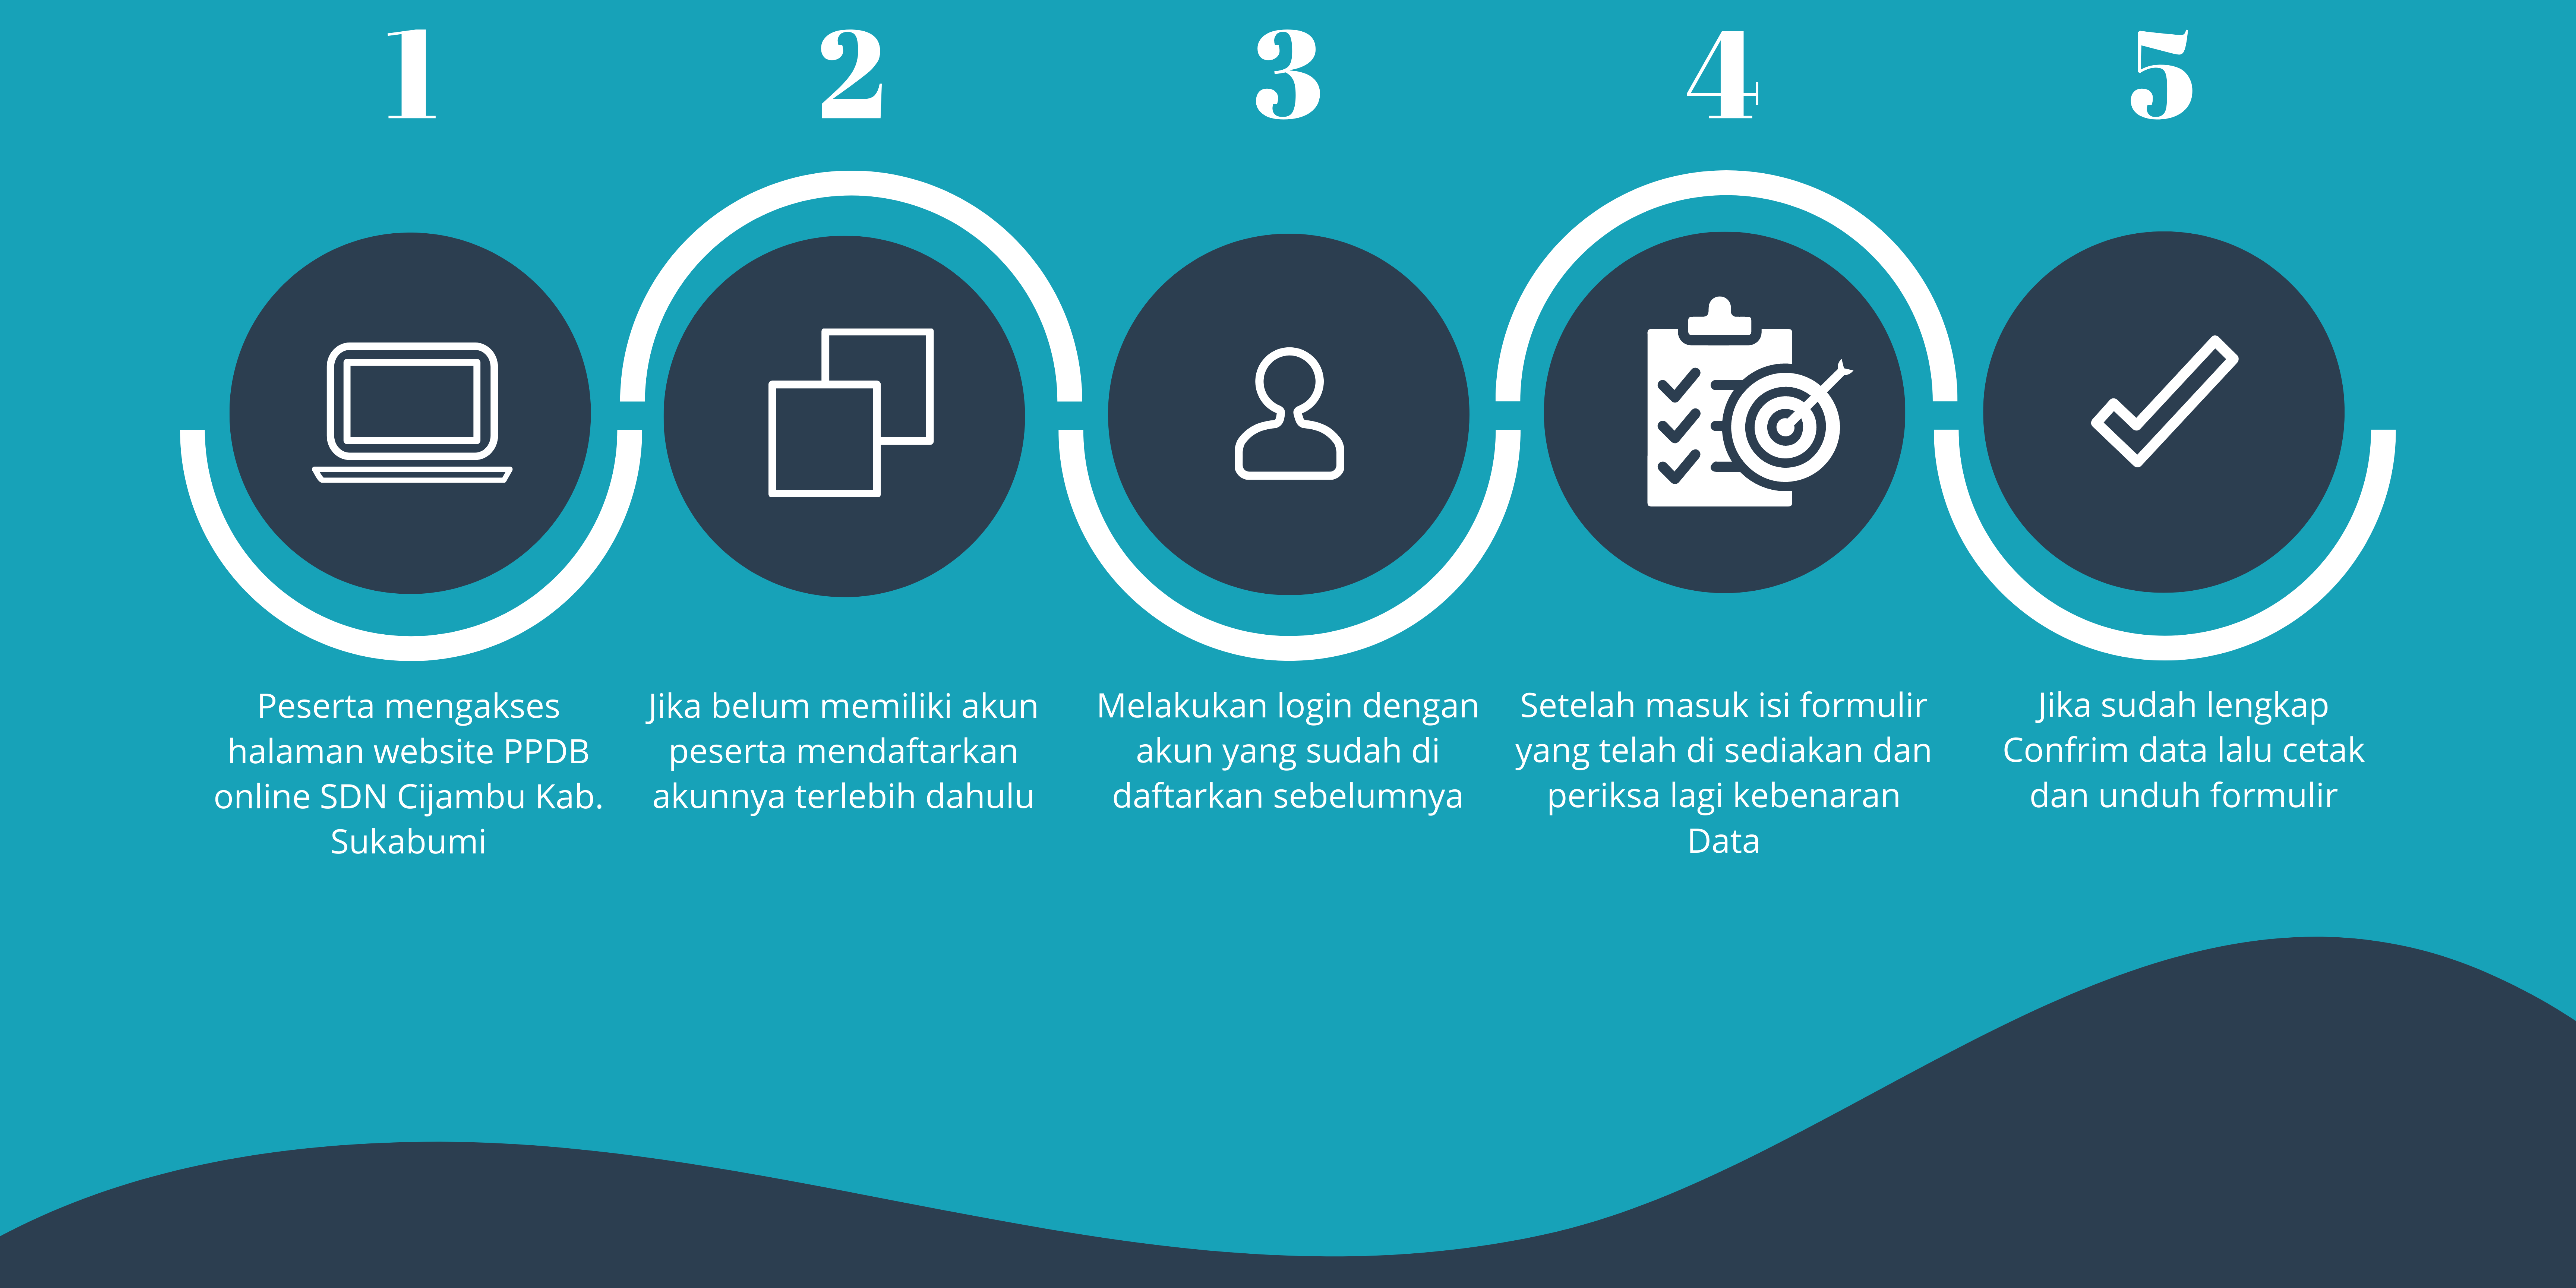 1
2
3
4
5
Peserta mengakses
halaman website PPDB
online SDN Cijambu Kab.
Sukabumi
Jika belum memiliki akun
peserta mendaftarkan
akunnya terlebih dahulu
Melakukan login dengan
akun yang sudah di
daftarkan sebelumnya
Setelah masuk isi formulir
yang telah di sediakan dan
periksa lagi kebenaran
Data
Jika sudah lengkap
Confrim data lalu cetak
dan unduh formulir